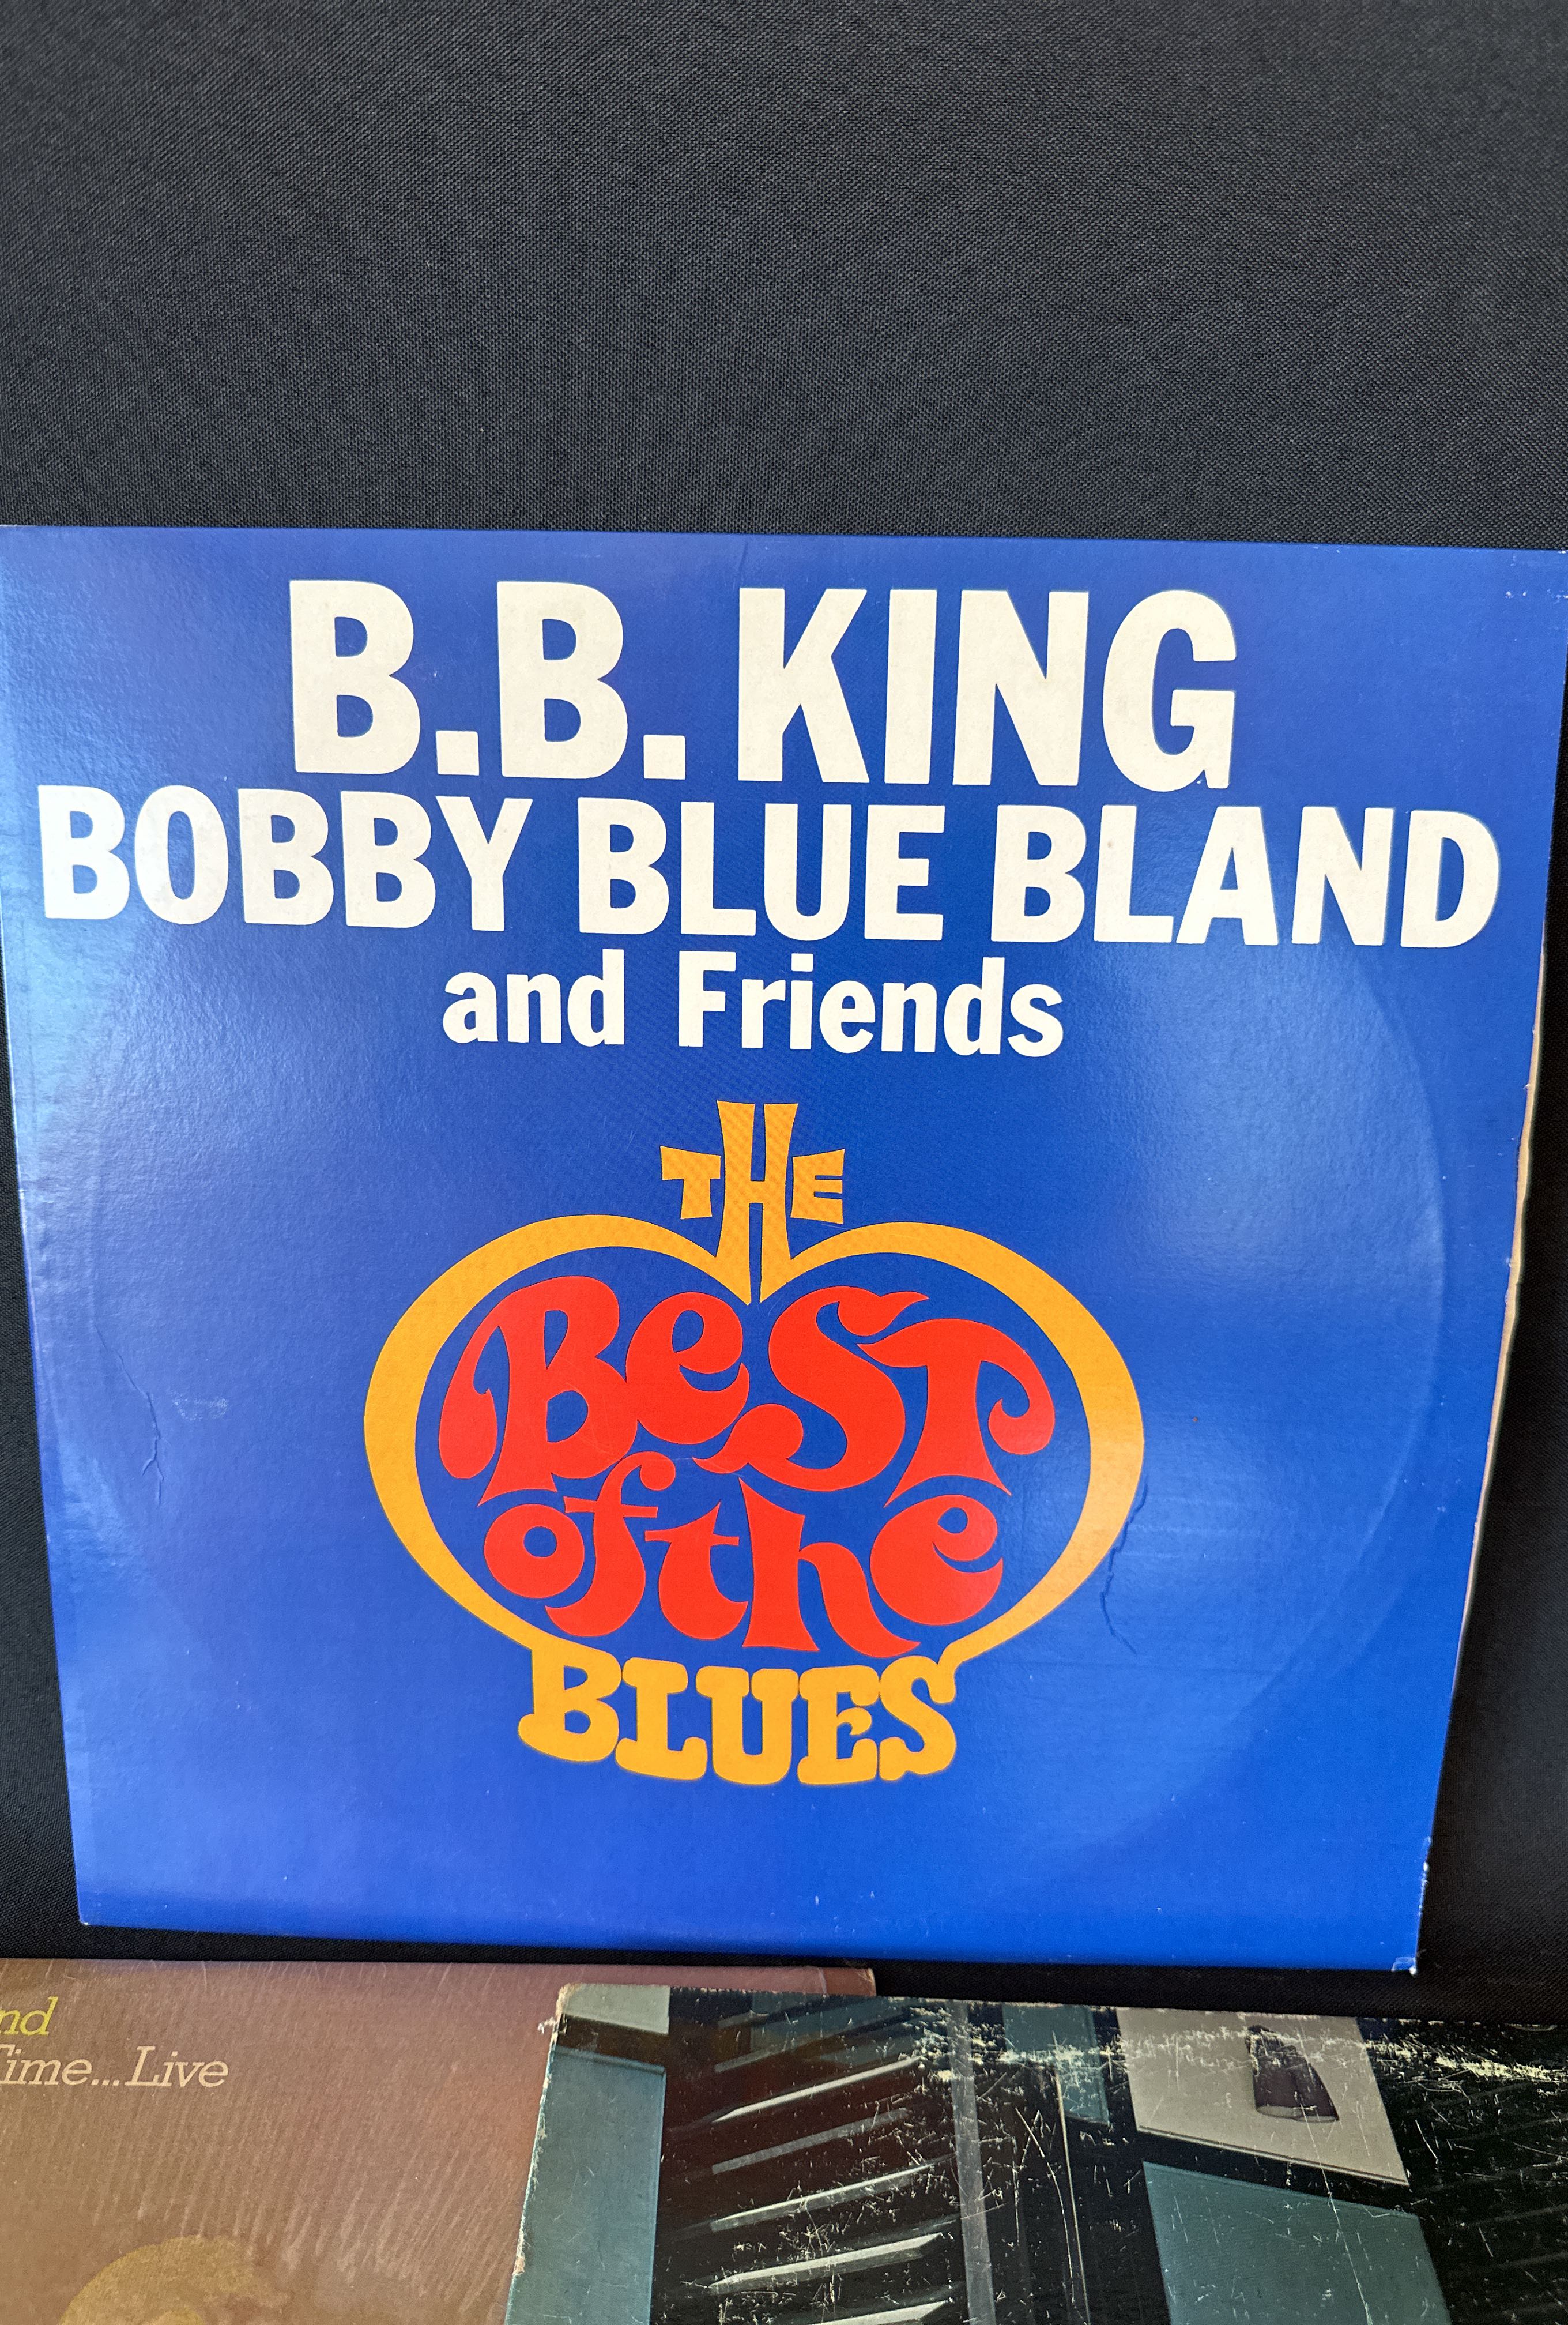 B.B. KING
BOBBY BLUE BLAND
and Friends
THE
BeST
of the
BLUES
nd
Time...Live